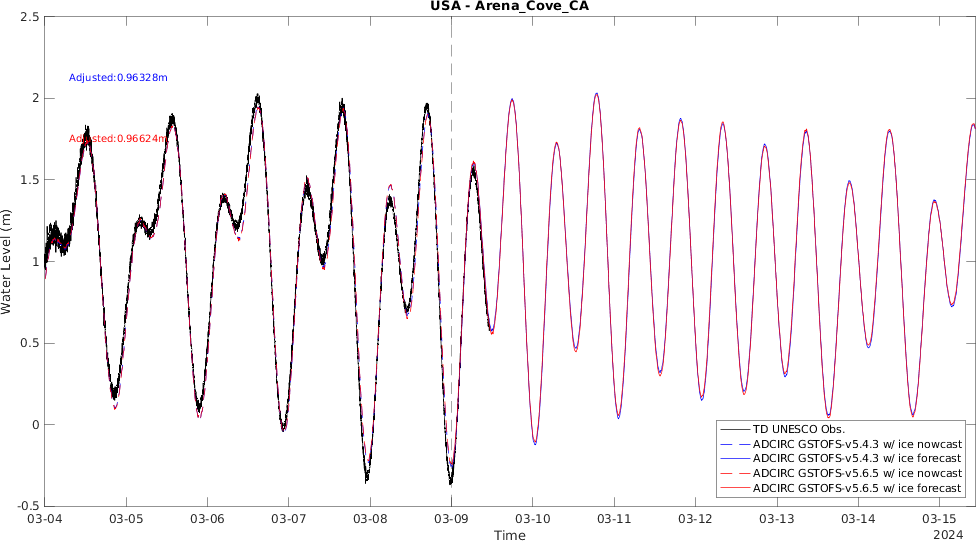 USA - Arena_Cove_CA
2.5
2
1.5
1
0.5
0
-0.5
Water Level (m)
Adjusted:0.96328m
Adjusted:0.96624m
TD UNESCO Obs.
ADCIRC GSTOFS-v5.4.3 w/ ice nowcast
ADCIRC GSTOFS-v5.4.3 w/ ice forecast
ADCIRC GSTOFS-v5.6.5 w/ ice nowcast
ADCIRC GSTOFS-v5.6.5 w/ ice forecast
03-04 03-05 03-06 03-07 03-08 03-09 03-10 03-11 03-12 03-13 03-14 03-15
Time
2024